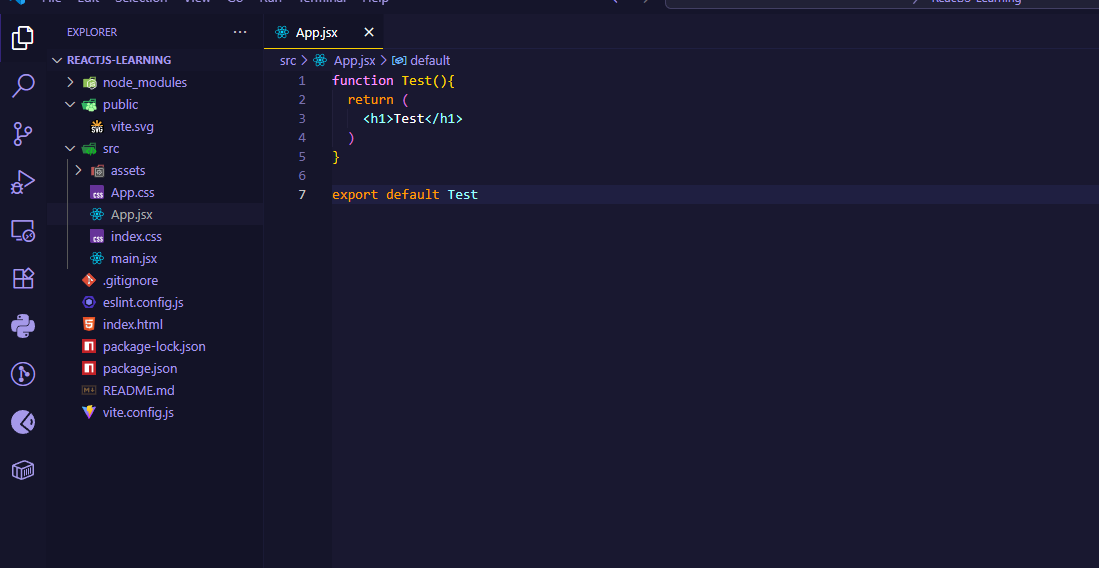 File Edit Selection View Go Run Terminal Help
ReactJS-Learning
EXPLORER
App.jsx
REACTJS-LEARNING
node_modules
public
vite.svg
src
assets
App.css
App.jsx
index.css
main.jsx
.gitignore
eslint.config.js
index.html
package-lock.json
package.json
README.md
vite.config.js
src > App.jsx > default
1 function Test(){
2 return (
3 <h1>Test</h1>
4 )
5 }
6
7 export default Test